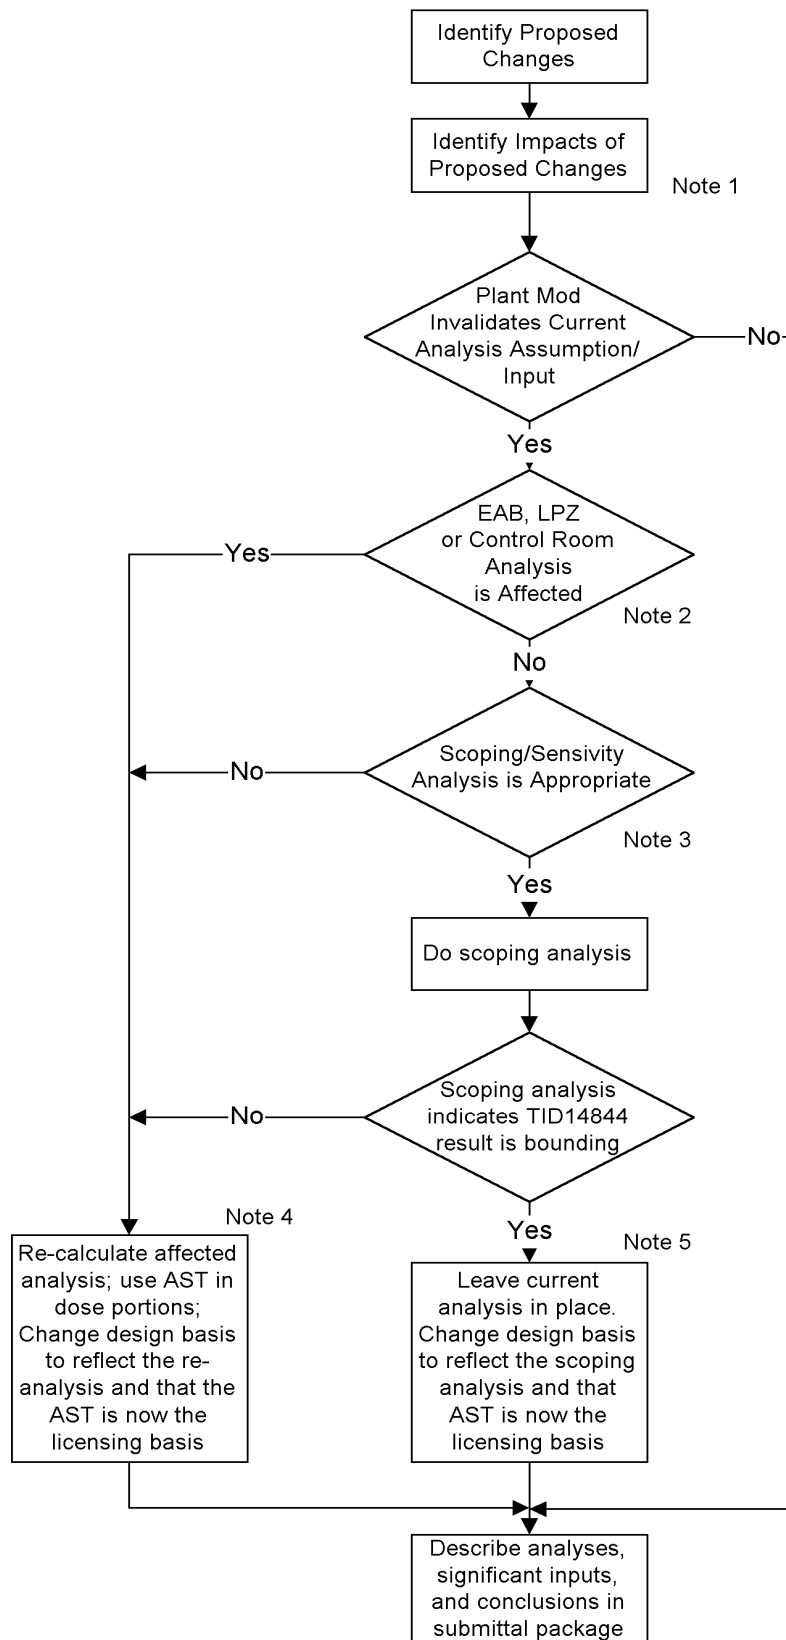 Identify Proposed
Changes
Identify Impacts of
Proposed Changes
Note 1
Plant Mod
Invalidates Current
Analysis Assumption/
Input
No
Yes
EAB, LPZ
or Control Room
Analysis
is Affected
Yes
Note 2
No
Scoping/Sensivity
Analysis is Appropriate
No
Note 3
Yes
Do scoping analysis
Scoping analysis
indicates TID14844
result is bounding
No
Note 4
Yes
Note 5
Re-calculate affected
analysis; use AST in
dose portions;
Change design basis
to reflect the re-
analysis and that the
AST is now the
licensing basis
Leave current
analysis in place.
Change design basis
to reflect the scoping
analysis and that
AST is now the
licensing basis
Describe analyses,
significant inputs,
and conclusions in
submittal package